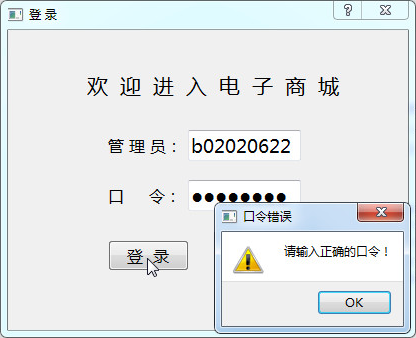 登 录
欢 迎 进 入 电 子 商 城
管 理 员：
b02020622
口 令：
●●●●●●●●
登 录
口令错误
请输入正确的口令！
OK